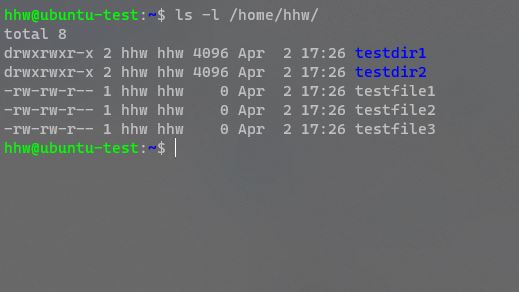 hhw@ubuntu-test:~$ ls -l /home/hhw/
total 8
drwxrwxr-x 2 hhw hhw 4096 Apr  2 17:26 testdir1
drwxrwxr-x 2 hhw hhw 4096 Apr  2 17:26 testdir2
-rw-rw-r-- 1 hhw hhw    0 Apr  2 17:26 testfile1
-rw-rw-r-- 1 hhw hhw    0 Apr  2 17:26 testfile2
-rw-rw-r-- 1 hhw hhw    0 Apr  2 17:26 testfile3
hhw@ubuntu-test:~$